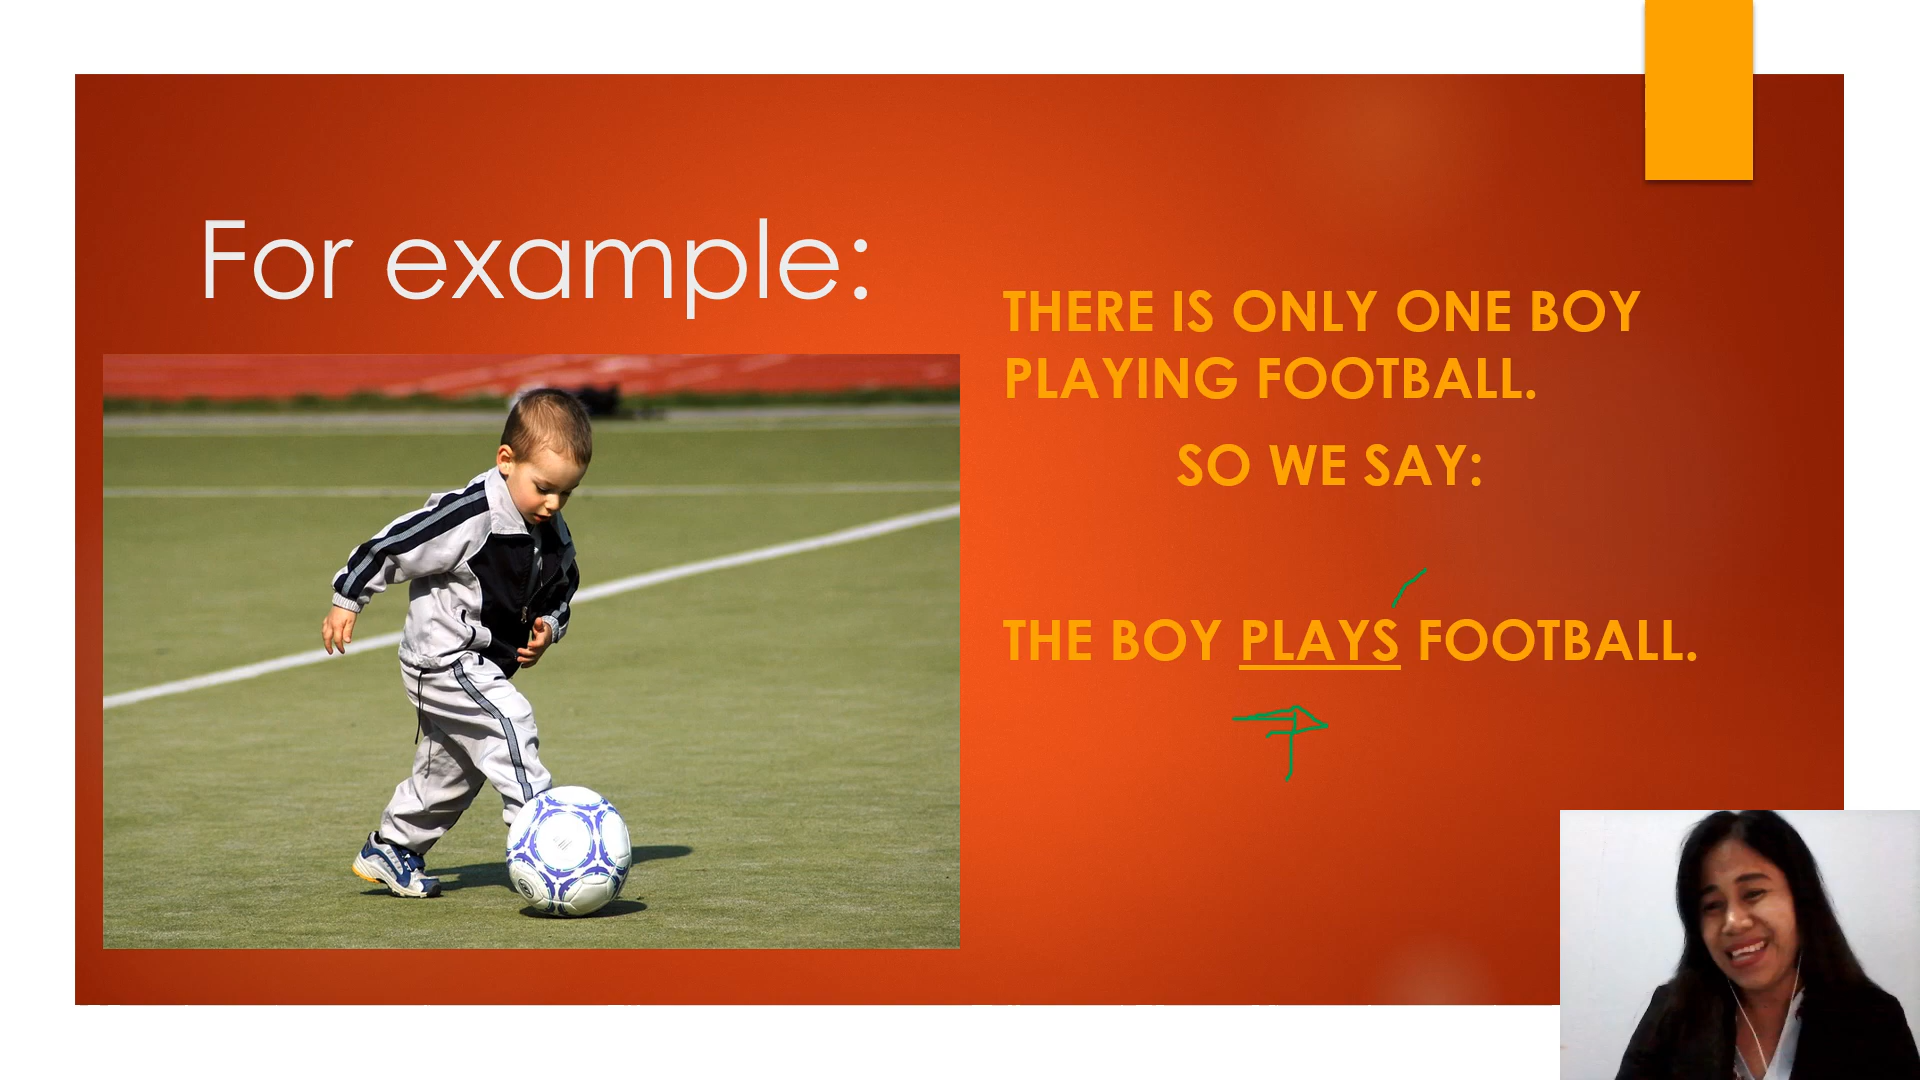 For example:
THERE IS ONLY ONE BOY
PLAYING FOOTBALL.
SO WE SAY:
THE BOY PLAYS FOOTBALL.